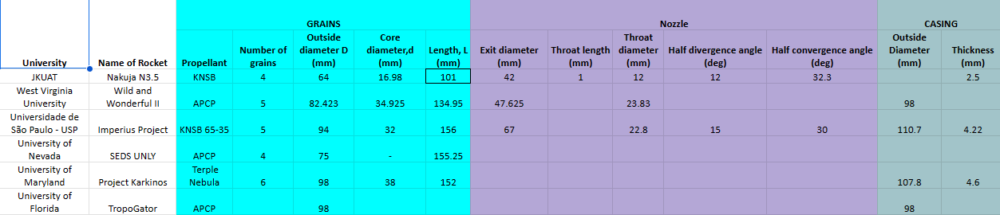 GRAINS Nozzle CASING
University Name of Rocket Propellant Number of grains Outside diameter D (mm) Core diameter,d (mm) Length, L (mm) Exit diameter (mm) Throat length (mm) Throat diameter (mm) Half divergence angle (deg) Half convergence angle (deg) Outside Diameter (mm) Thickness (mm)
JKUAT Nakuja N3.5 KNSB 4 64 16.98 101 42 1 12 12 32.3 2.5
West Virginia University Wild and Wonderful II APCP 5 82.423 34.925 134.95 47.625 23.83 98
Universidade de São Paulo - USP Imperius Project KNSB 65-35 5 94 32 156 67 22.8 15 30 110.7 4.22
University of Nevada SEDS UNLY APCP 4 75 - 155.25
University of Maryland Project Karkinos Terple Nebula 6 98 38 152 107.8 4.6
University of Florida TropoGator APCP 98 98